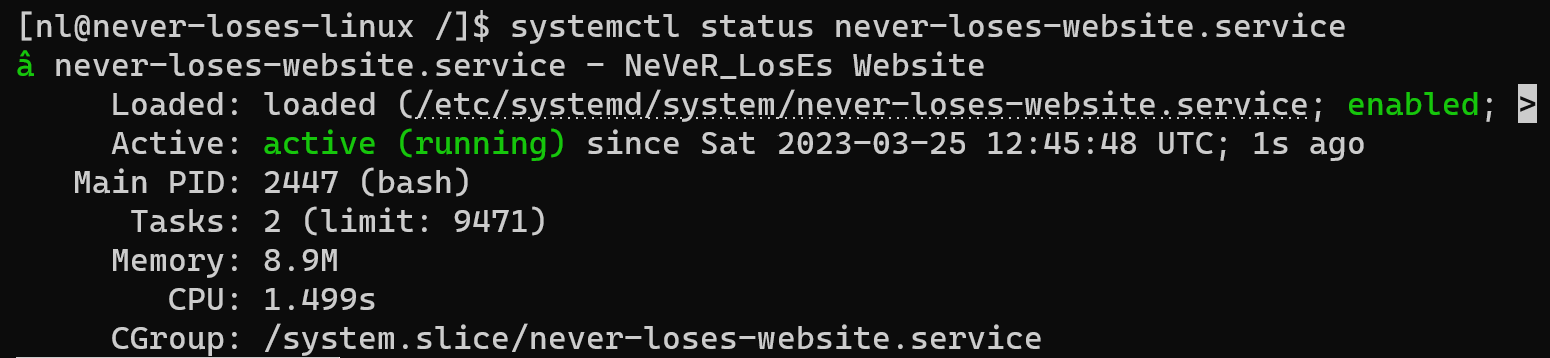 [nl@never-loses-linux /]$ systemctl status never-loses-website.service
â never-loses-website.service - NeVeR_LosEs Website
Loaded: loaded (/etc/systemd/system/never-loses-website.service; enabled; >
Active: active (running) since Sat 2023-03-25 12:45:48 UTC; 1s ago
Main PID: 2447 (bash)
Tasks: 2 (limit: 9471)
Memory: 8.9M
CPU: 1.499s
CGroup: /system.slice/never-loses-website.service